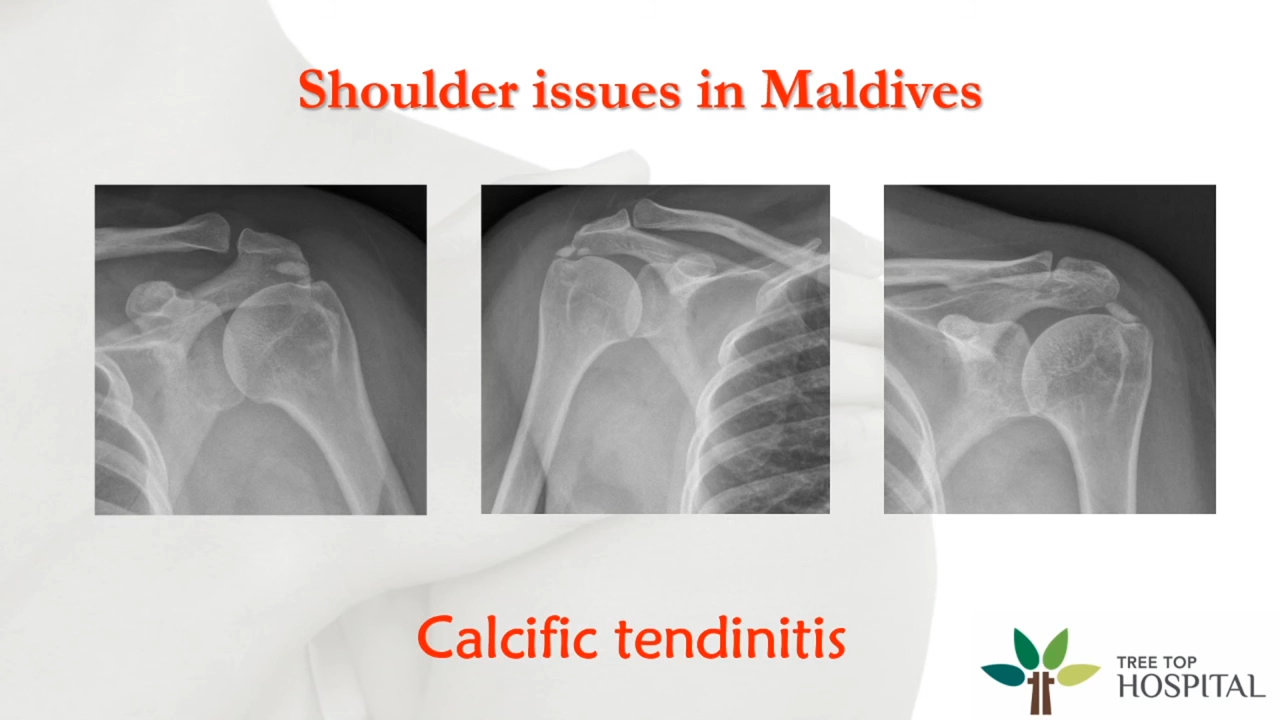 Shoulder issues in Maldives
Calcific tendinitis
TREE TOP
HOSPITAL